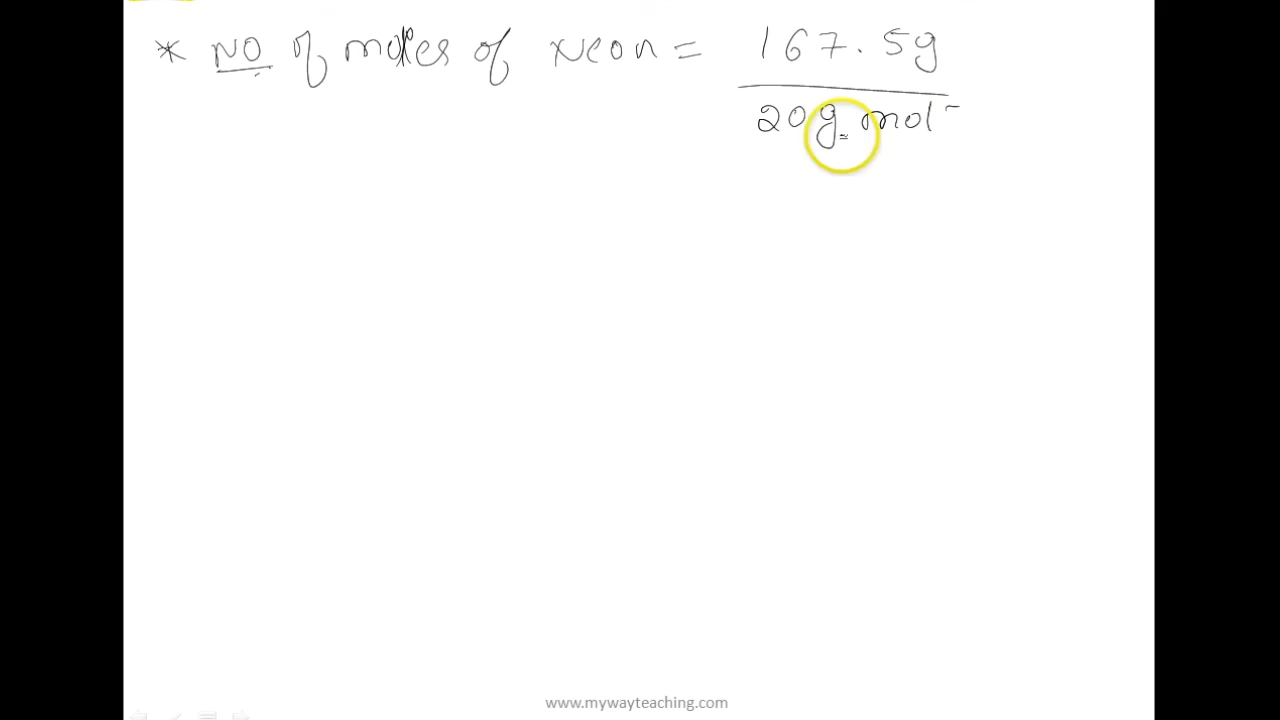 * NO of moles of Neon = 167.5g
20g mol⁻
www.mywayteaching.com